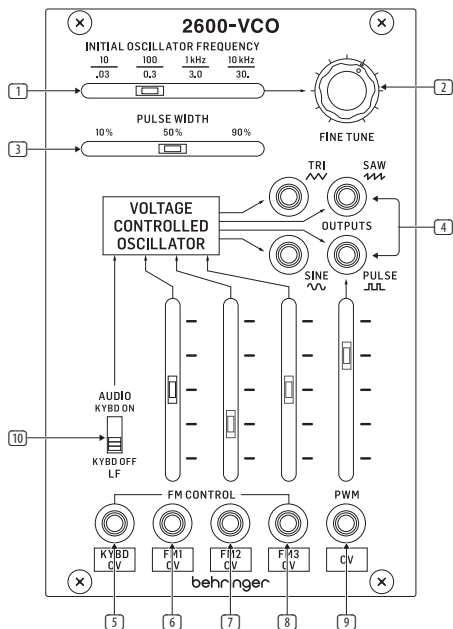 2600-VCO
INITIAL OSCILLATOR FREQUENCY
10 100 1 kHz 10 kHz
.03 0.3 3.0 30.
1
2
PULSE WIDTH
FINE TUNE
3
10% 50% 90%
TRI SAW
VOLTAGE
CONTROLLED
OSCILLATOR
OUTPUTS
4
SINE PULSE
AUDIO
KYBD ON
10
KYBD OFF
LF
FM CONTROL PWM
KYBD
CV
FM1
CV
FM2
CV
FM3
CV
CV
behringer
5 6 7 8 9